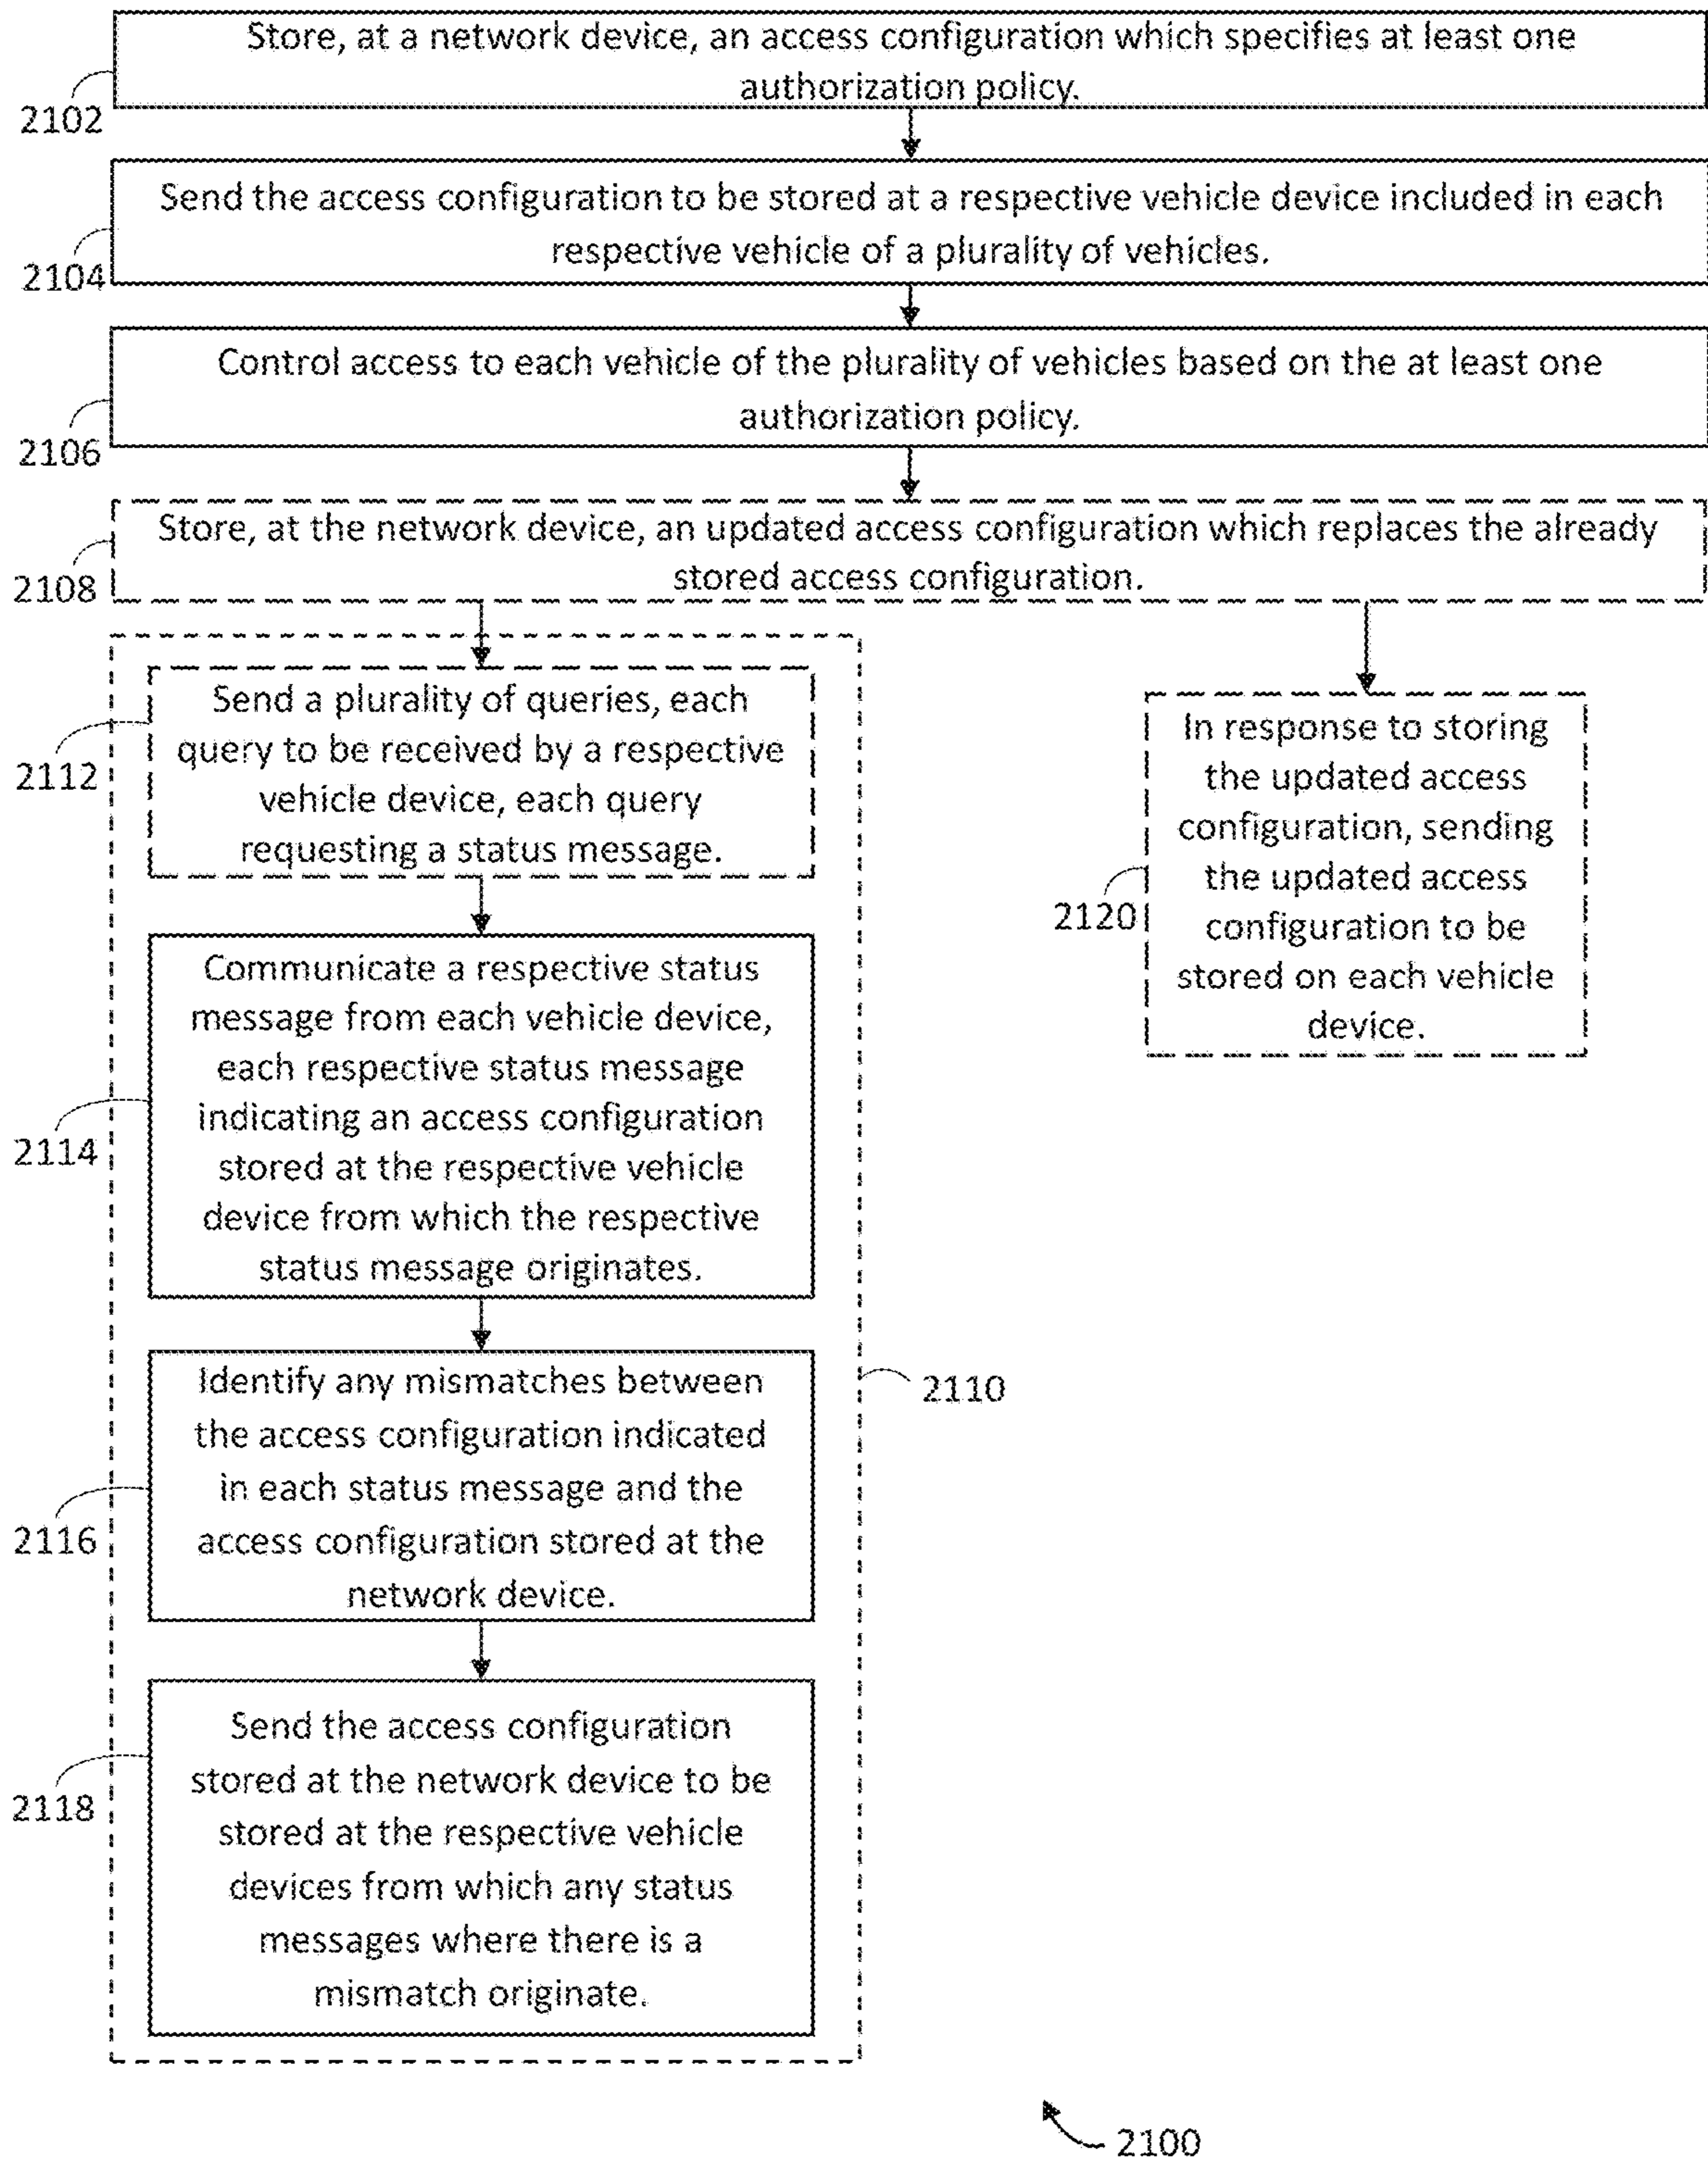 Store, at a network device, an access configuration which specifies at least one
authorization policy.
2102
Send the access configuration to be stored at a respective vehicle device included in each
respective vehicle of a plurality of vehicles.
2104
Control access to each vehicle of the plurality of vehicles based on the at least one
authorization policy.
2106
Store, at the network device, an updated access configuration which replaces the already
stored access configuration.
2108
Send a plurality of queries, each
query to be received by a respective
vehicle device, each query
requesting a status message.
2112
Communicate a respective status
message from each vehicle device,
each respective status message
indicating an access configuration
stored at the respective vehicle
device from which the respective
status message originates.
2114
Identify any mismatches between
the access configuration indicated
in each status message and the
access configuration stored at the
network device.
2116
Send the access configuration
stored at the network device to be
stored at the respective vehicle
devices from which any status
messages where there is a
mismatch originate.
2118
2110
In response to storing
the updated access
configuration, sending
the updated access
configuration to be
stored on each vehicle
device.
2120
2100